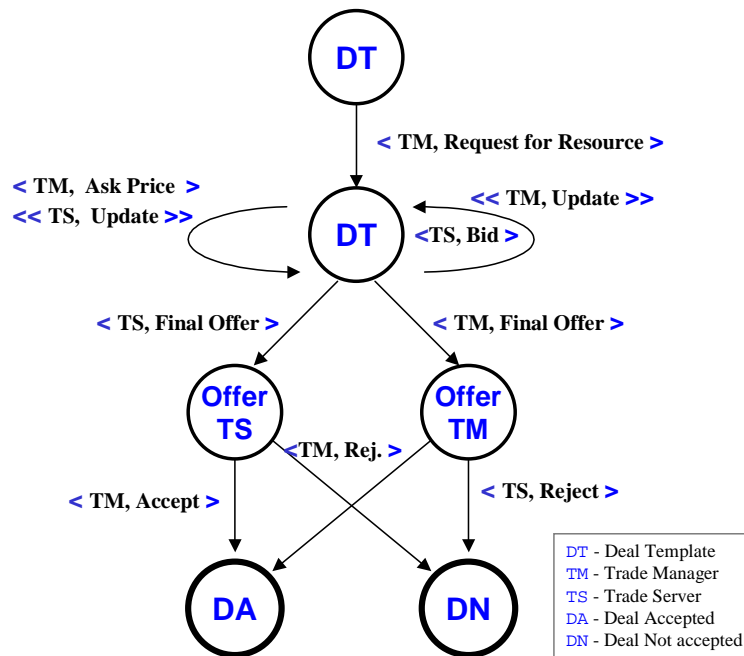 DT
< TM, Request for Resource >
< TM, Ask Price >
<< TS, Update >>
<< TM, Update >>
DT
<TS, Bid >
< TS, Final Offer >
< TM, Final Offer >
Offer
TS
Offer
TM
<TM, Rej. >
< TM, Accept >
< TS, Reject >
DA
DN
DT - Deal Template
TM - Trade Manager
TS - Trade Server
DA - Deal Accepted
DN - Deal Not accepted